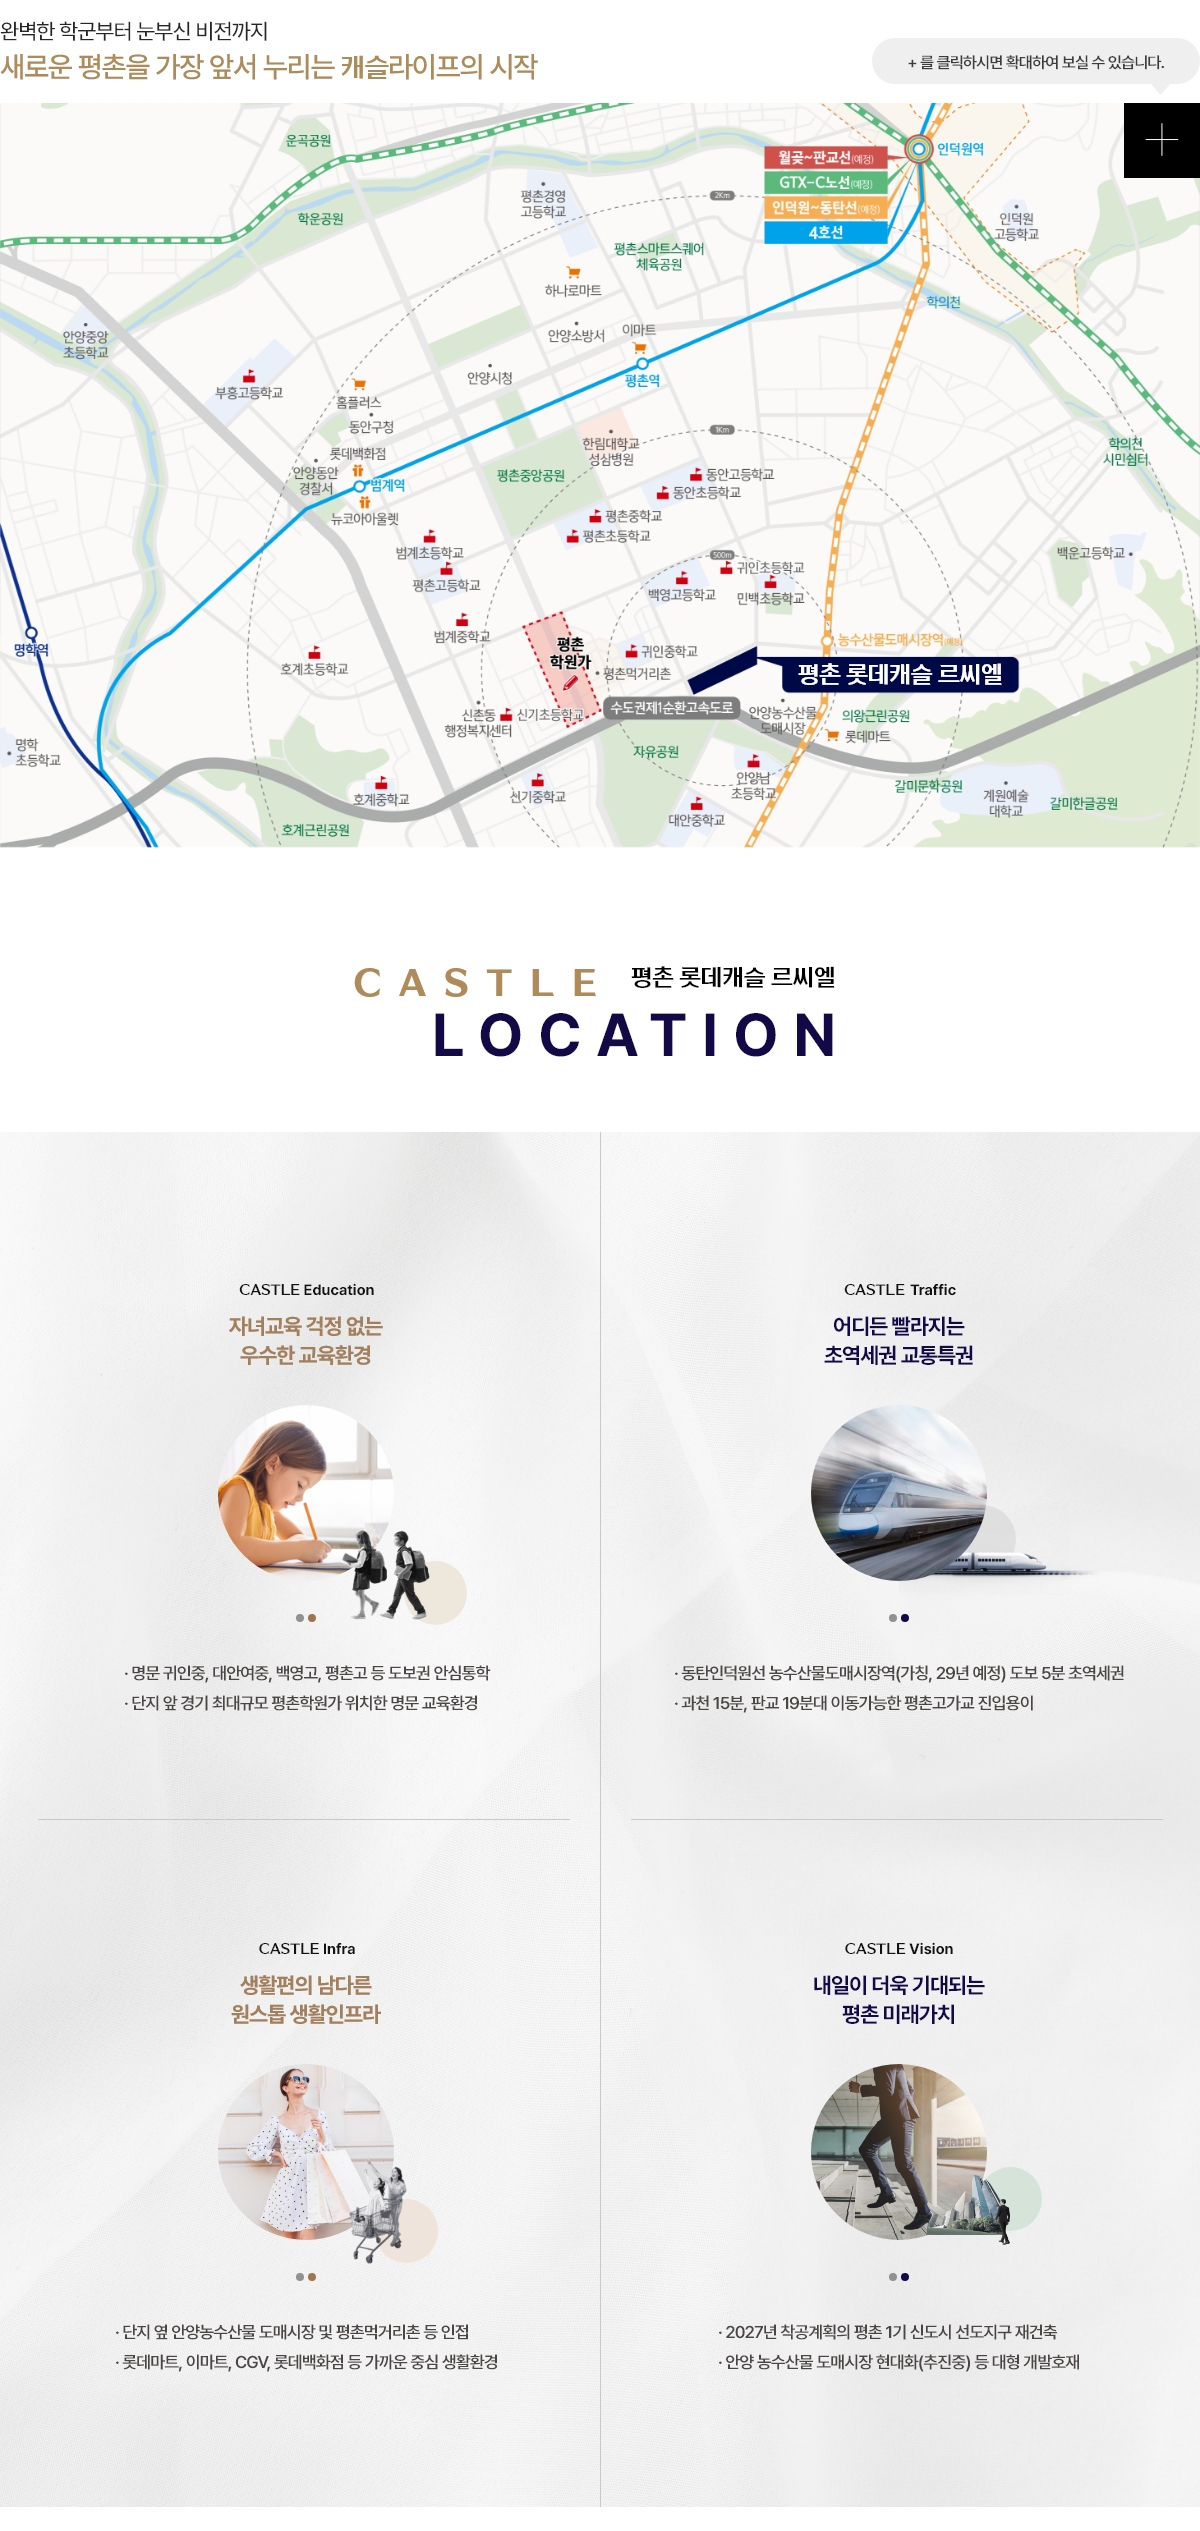 완벽한 학군부터 눈부신 비전까지
새로운 평촌을 가장 앞서 누리는 캐슬라이프의 시작
+ 를 클릭하시면 확대하여 보실 수 있습니다.
운곡공원
학운공원
평촌경영
고등학교
2Km
월곶~판교선(예정)
GTX-C노선(예정)
인덕원~동탄선(예정)
4호선
인덕원역
인덕원
고등학교
평촌스마트스퀘어
체육공원
하나로마트
학의천
안양중앙
초등학교
안양소방서
이마트
평촌역
안양시청
부흥고등학교
홈플러스
동안구청
롯데백화점
안양동안
경찰서
범계역
뉴코아아울렛
한림대학교
성심병원
1Km
평촌중앙공원
동안고등학교
동안초등학교
학의천
시민쉼터
평촌중학교
평촌초등학교
범계초등학교
평촌고등학교
500m
귀인초등학교
백영고등학교
민백초등학교
백운고등학교
명학역
범계중학교
호계초등학교
평촌
학원가
귀인중학교
평촌먹거리촌
농수산물도매시장역(예정)
평촌 롯데캐슬 르씨엘
수도권제1순환고속도로
신촌동
행정복지센터
신기초등학교
안양농수산물
도매시장
의왕근린공원
롯데마트
명학
초등학교
자유공원
안양남
초등학교
갈미문화공원
계원예술
대학교
갈미한글공원
호계중학교
신기중학교
대안중학교
호계근린공원
CASTLE 평촌 롯데캐슬 르씨엘
LOCATION
CASTLE Education
자녀교육 걱정 없는
우수한 교육환경
· 명문 귀인중, 대안여중, 백영고, 평촌고 등 도보권 안심통학
· 단지 앞 경기 최대규모 평촌학원가 위치한 명문 교육환경
CASTLE Traffic
어디든 빨라지는
초역세권 교통특권
· 동탄인덕원선 농수산물도매시장역(가칭, 29년 예정) 도보 5분 초역세권
· 과천 15분, 판교 19분대 이동가능한 평촌고가교 진입용이
CASTLE Infra
생활편의 남다른
원스톱 생활인프라
· 단지 옆 안양농수산물 도매시장 및 평촌먹거리촌 등 인접
· 롯데마트, 이마트, CGV, 롯데백화점 등 가까운 중심 생활환경
CASTLE Vision
내일이 더욱 기대되는
평촌 미래가치
· 2027년 착공계획의 평촌 1기 신도시 선도지구 재건축
· 안양 농수산물 도매시장 현대화(추진중) 등 대형 개발호재